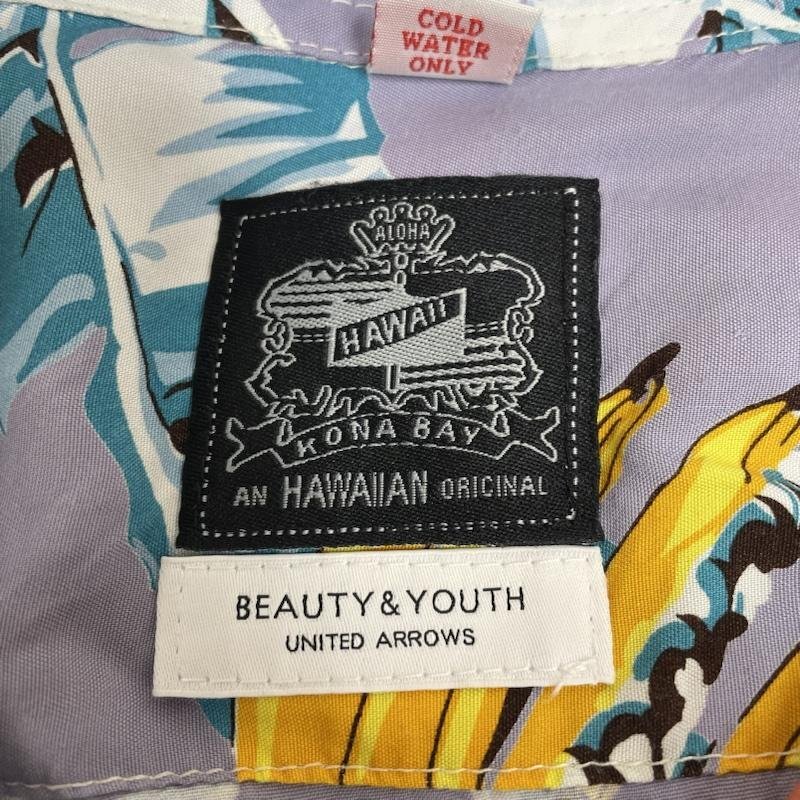 COLD
WATER
ONLY
ALOHA
HAWAII
KONA BAY
AN HAWAIIAN ORIGINAL
BEAUTY&YOUTH
UNITED ARROWS